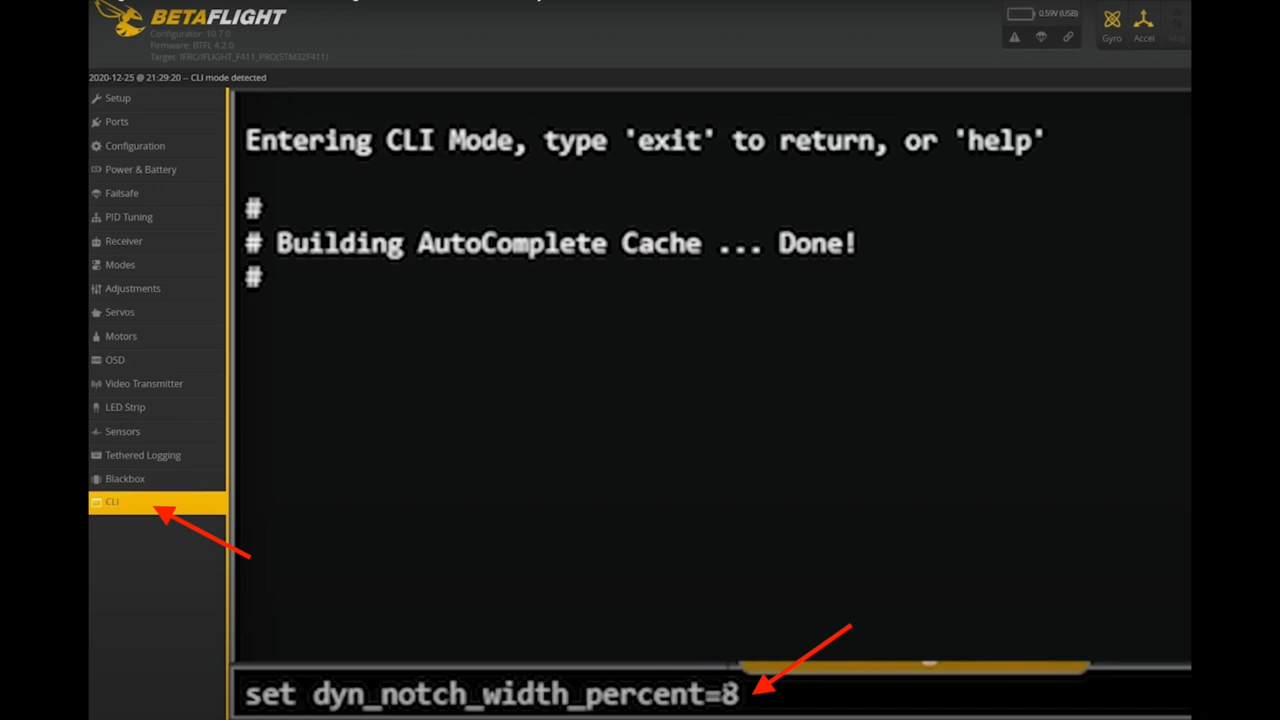 BETAFLIGHT
Configurator: 10.7.0
Firmware: BTFL 4.2.0
Target: IFRC/IFLIGHT_F411_PRO(STM32F411)
0.59V (USB)
Gyro
Accel
Mag
2020-12-25 @ 21:29:20 -- CLI mode detected
Setup
Ports
Configuration
Power & Battery
Failsafe
PID Tuning
Receiver
Modes
Adjustments
Servos
Motors
OSD
Video Transmitter
LED Strip
Sensors
Tethered Logging
Blackbox
CLI
Entering CLI Mode, type 'exit' to return, or 'help'
#
# Building AutoComplete Cache ... Done!
#
set dyn_notch_width_percent=8